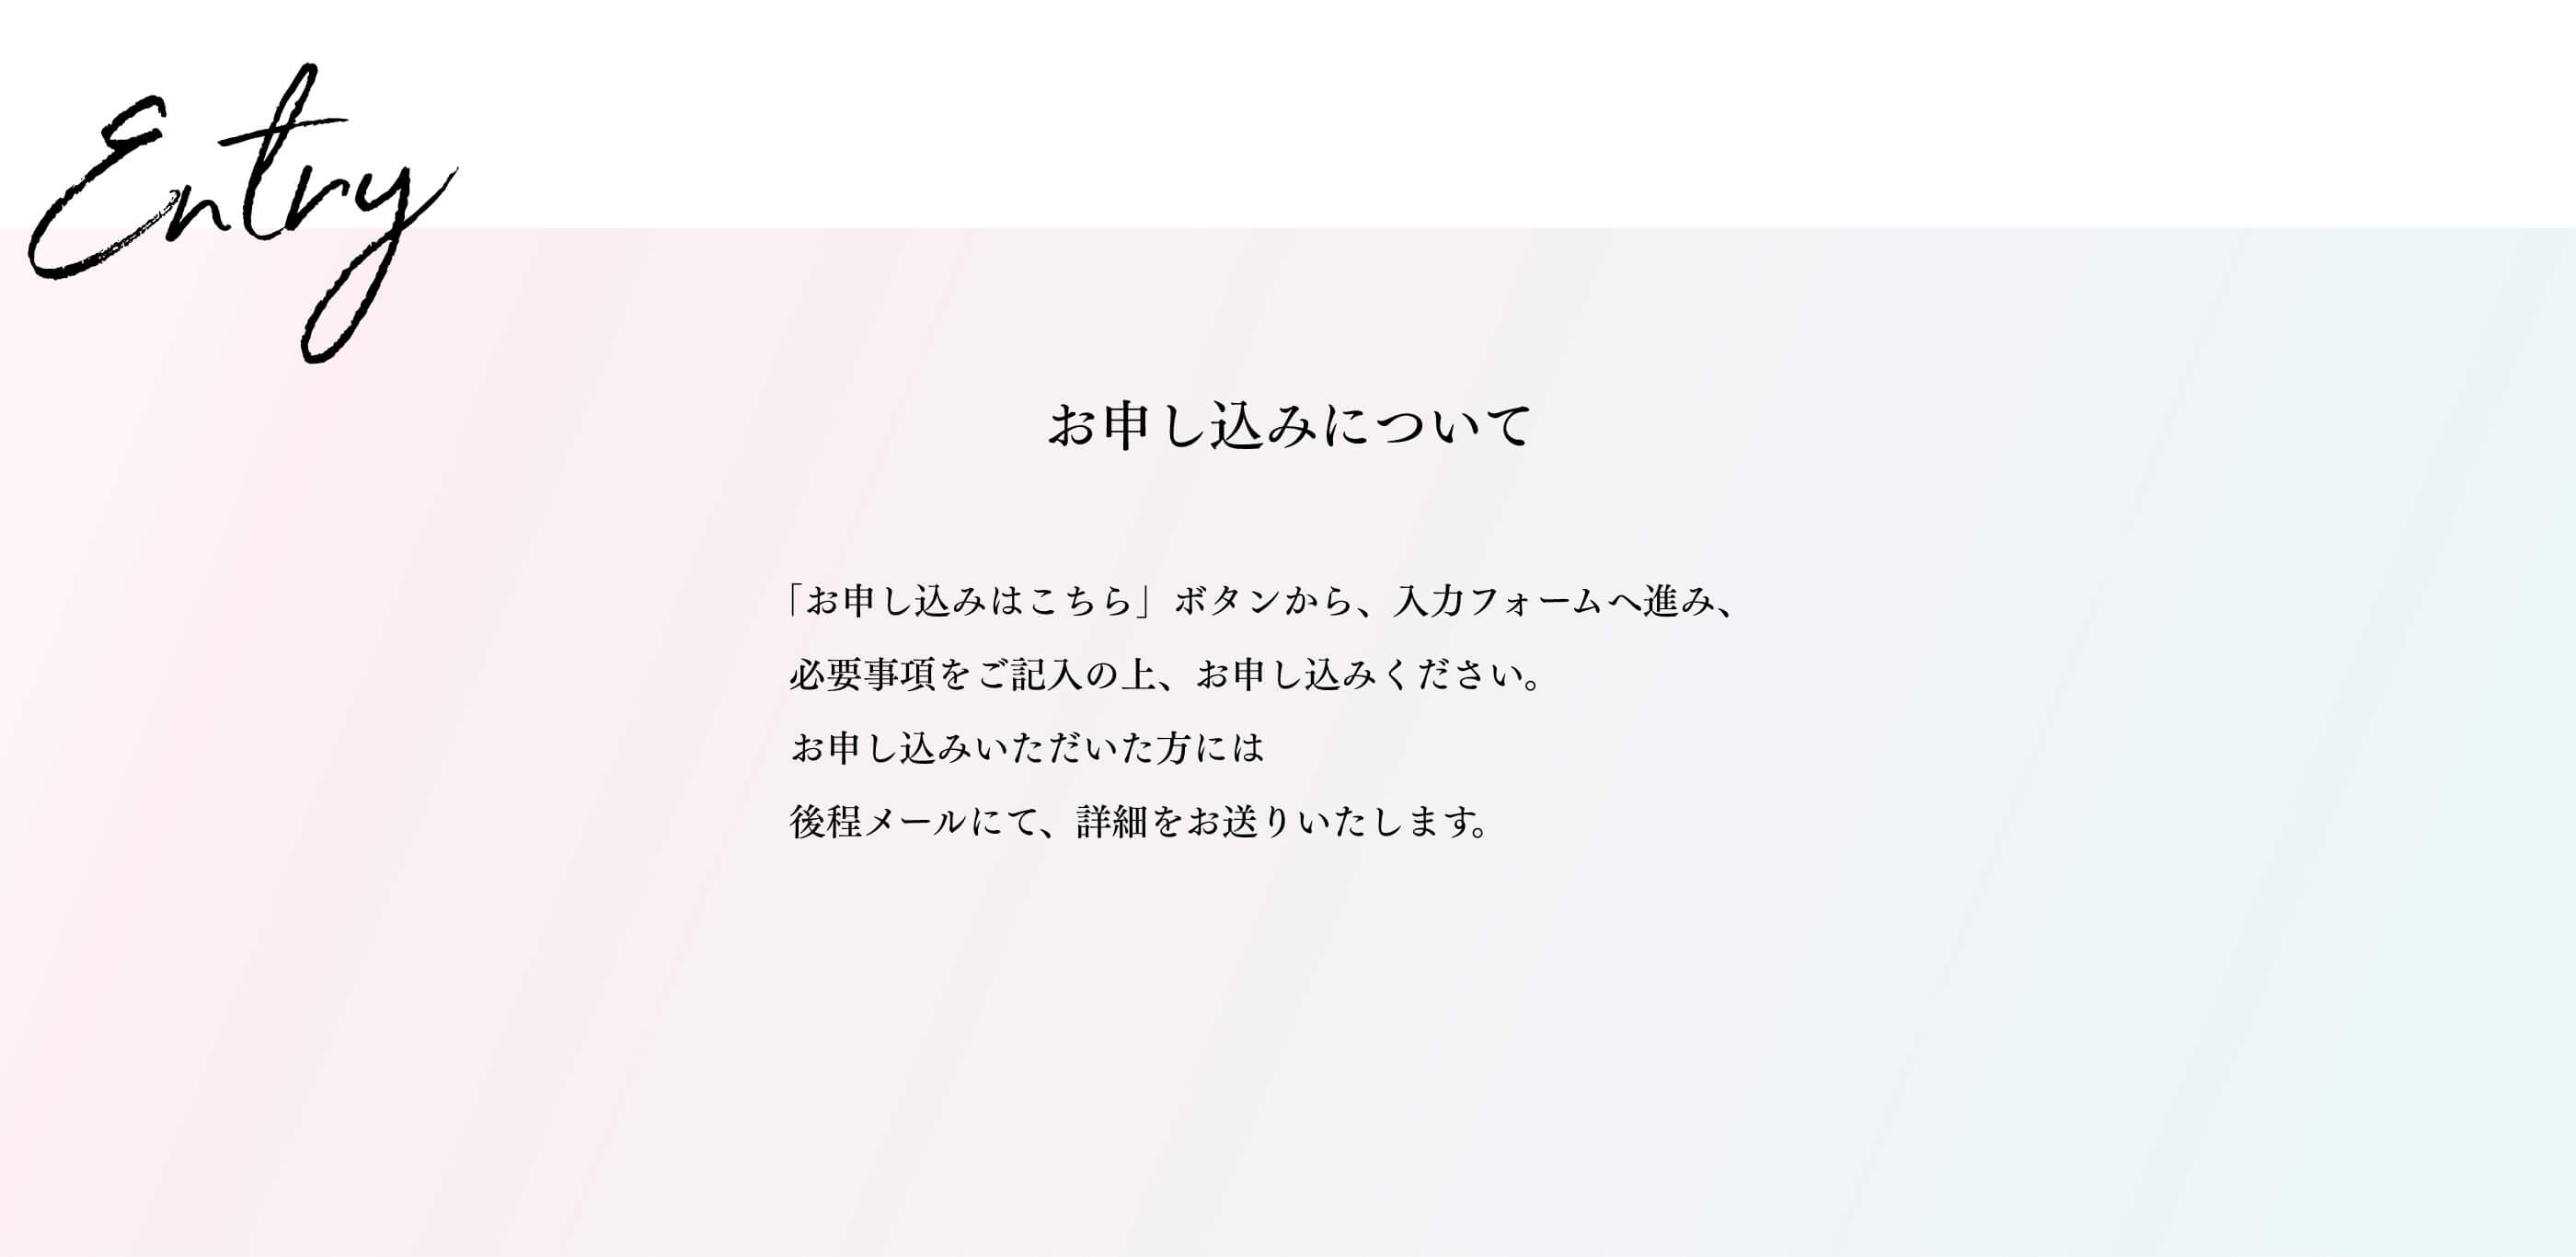 Entry
お申し込みについて
「お申し込みはこちら」ボタンから、入力フォームへ進み、
必要事項をご記入の上、お申し込みください。
お申し込みいただいた方には
後程メールにて、詳細をお送りいたします。